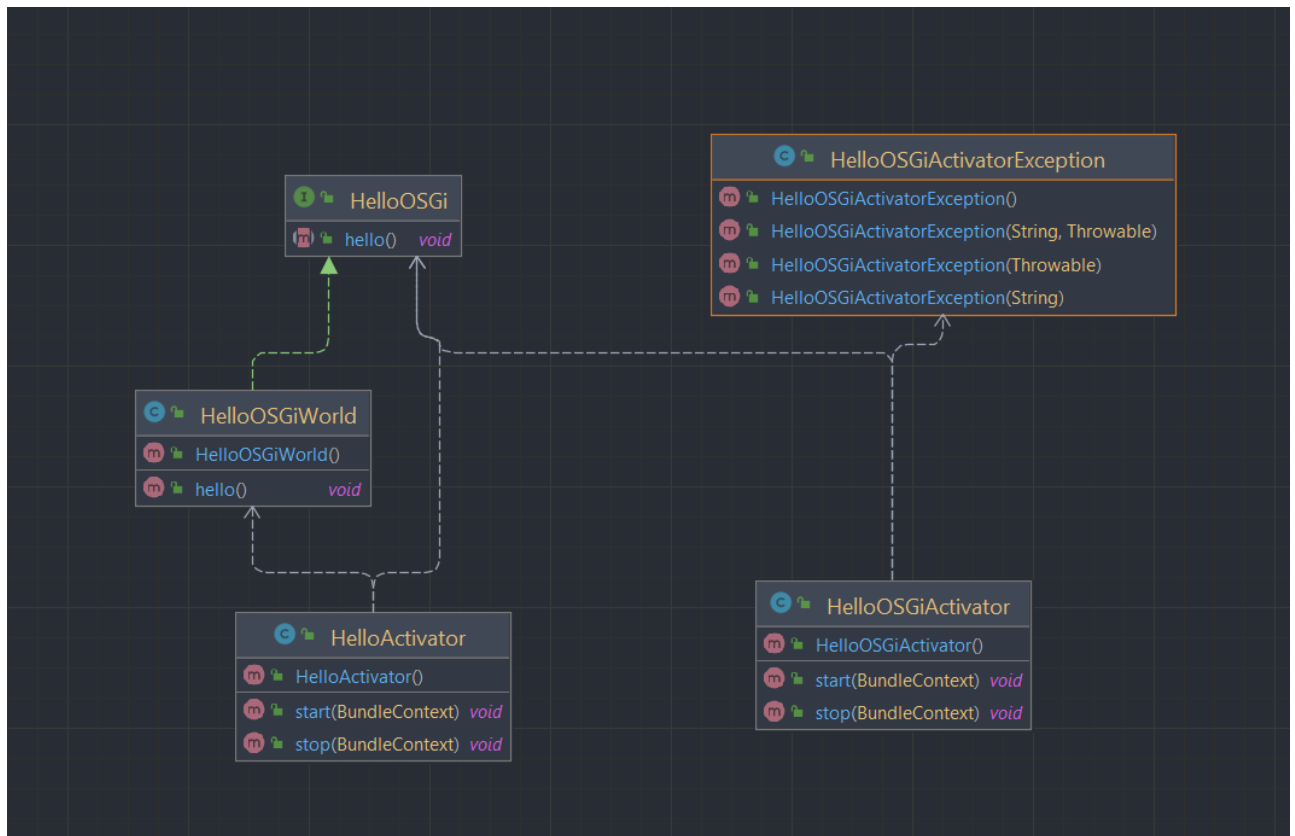 HelloOSGi
hello() void
HelloOSGiActivatorException
HelloOSGiActivatorException()
HelloOSGiActivatorException(String, Throwable)
HelloOSGiActivatorException(Throwable)
HelloOSGiActivatorException(String)
HelloOSGiWorld
HelloOSGiWorld()
hello() void
HelloActivator
HelloActivator()
start(BundleContext) void
stop(BundleContext) void
HelloOSGiActivator
HelloOSGiActivator()
start(BundleContext) void
stop(BundleContext) void